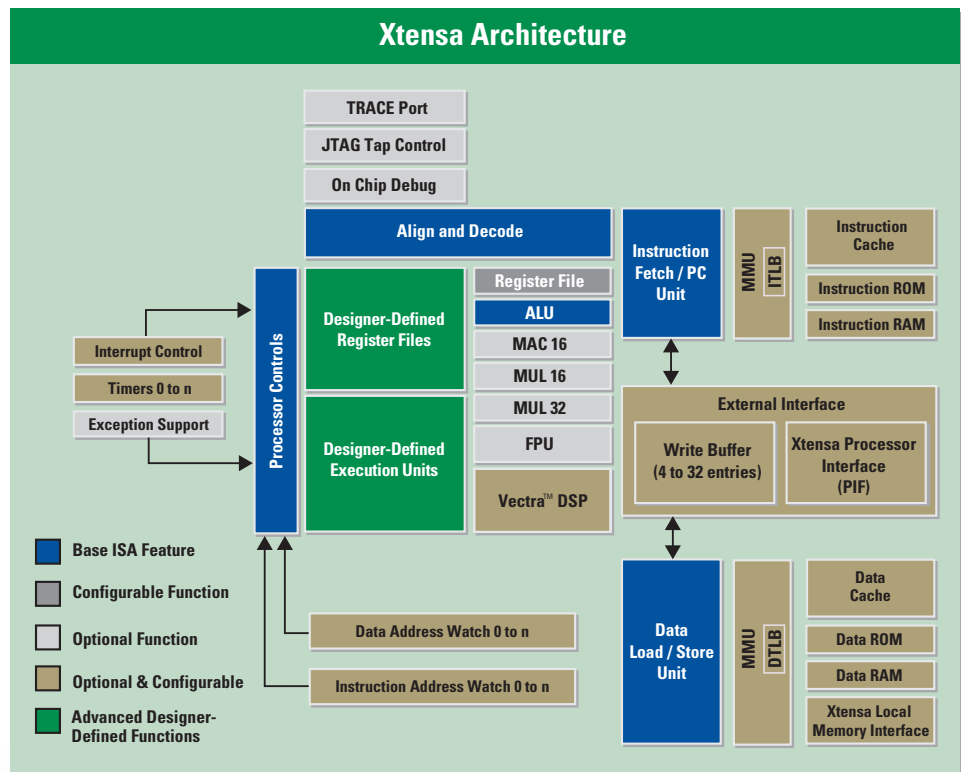 Xtensa Architecture
TRACE Port
JTAG Tap Control
On Chip Debug
Align and Decode
Instruction
Fetch / PC
Unit
MMU
ITLB
Instruction
Cache
Instruction ROM
Instruction RAM
Processor Controls
Designer-Defined
Register Files
Register File
ALU
MAC 16
MUL 16
MUL 32
FPU
Vectra™ DSP
Designer-Defined
Execution Units
Interrupt Control
Timers 0 to n
Exception Support
External Interface
Write Buffer
(4 to 32 entries)
Xtensa Processor
Interface
(PIF)
Base ISA Feature
Configurable Function
Optional Function
Optional & Configurable
Advanced Designer-
Defined Functions
Data Address Watch 0 to n
Instruction Address Watch 0 to n
Data
Load / Store
Unit
MMU
DTLB
Data
Cache
Data ROM
Data RAM
Xtensa Local
Memory Interface